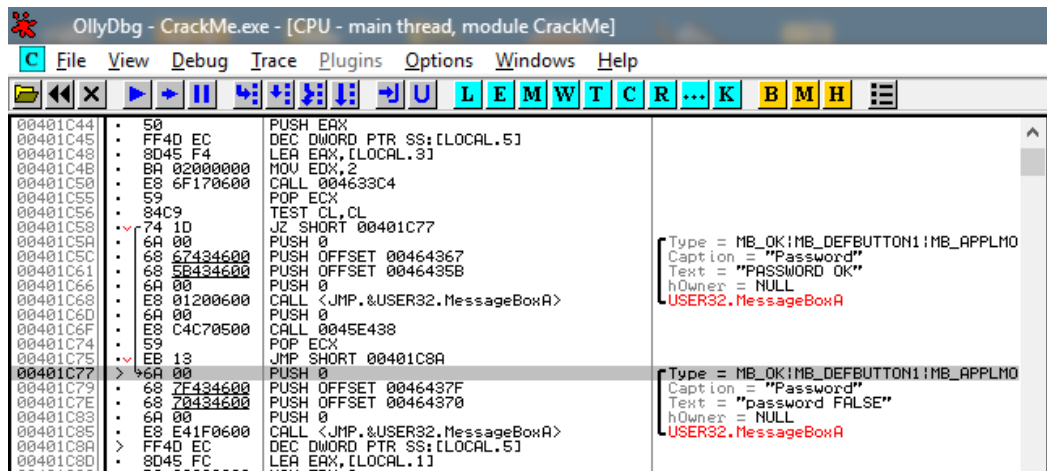 OllyDbg - CrackMe.exe - [CPU - main thread, module CrackMe]
C File View Debug Trace Plugins Options Windows Help
L E M W T C R ... K B M H
00401C44 . 50 PUSH EAX
00401C45 . FF4D EC DEC DWORD PTR SS:[LOCAL.5]
00401C48 . 8D45 F4 LEA EAX,[LOCAL.3]
00401C4B . BA 02000000 MOV EDX,2
00401C50 . E8 6F170600 CALL 004633C4
00401C55 . 59 POP ECX
00401C56 . 84C9 TEST CL,CL
00401C58 . 74 1D JZ SHORT 00401C77
00401C5A . 6A 00 PUSH 0 Type = MB_OK|MB_DEFBUTTON1|MB_APPLMO
00401C5C . 68 67434600 PUSH OFFSET 00464367 Caption = "Password"
00401C61 . 68 5B434600 PUSH OFFSET 0046435B Text = "PASSWORD OK"
00401C66 . 6A 00 PUSH 0 hOwner = NULL
00401C68 . E8 01200600 CALL <JMP.&USER32.MessageBoxA> USER32.MessageBoxA
00401C6D . 6A 00 PUSH 0
00401C6F . E8 C4C70500 CALL 0045E438
00401C74 . 59 POP ECX
00401C75 . EB 13 JMP SHORT 00401C8A
00401C77 > 6A 00 PUSH 0 Type = MB_OK|MB_DEFBUTTON1|MB_APPLMO
00401C79 . 68 7F434600 PUSH OFFSET 0046437F Caption = "Password"
00401C7E . 68 70434600 PUSH OFFSET 00464370 Text = "password FALSE"
00401C83 . 6A 00 PUSH 0 hOwner = NULL
00401C85 . E8 E41F0600 CALL <JMP.&USER32.MessageBoxA> USER32.MessageBoxA
00401C8A > FF4D EC DEC DWORD PTR SS:[LOCAL.5]
00401C8D . 8D45 FC LEA EAX,[LOCAL.1]